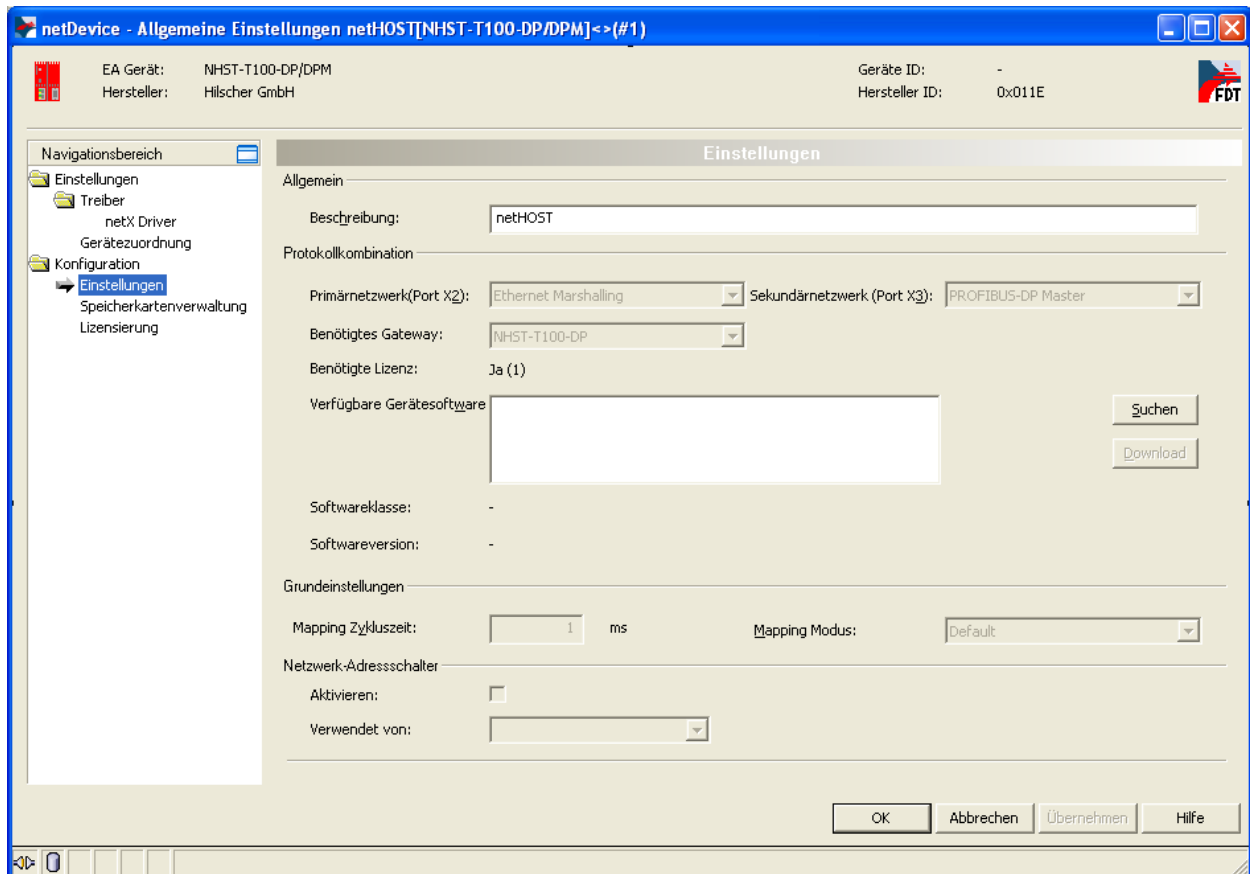 netDevice - Allgemeine Einstellungen netHOST[NHST-T100-DP/DPM]<>(#1)
EA Gerät: NHST-T100-DP/DPM Geräte ID: -
Hersteller: Hilscher GmbH Hersteller ID: 0x011E
FDT
Navigationsbereich
Einstellungen
Treiber
netX Driver
Gerätezuordnung
Konfiguration
Einstellungen
Speicherkartenverwaltung
Lizensierung
Einstellungen
Allgemein
Beschreibung: netHOST
Protokollkombination
Primärnetzwerk(Port X2): Ethernet Marshalling Sekundärnetzwerk (Port X3): PROFIBUS-DP Master
Benötigtes Gateway: NHST-T100-DP
Benötigte Lizenz: Ja (1)
Verfügbare Gerätesoftware
Suchen
Download
Softwareklasse: -
Softwareversion: -
Grundeinstellungen
Mapping Zykluszeit: 1 ms Mapping Modus: Default
Netzwerk-Adressschalter
Aktivieren:
Verwendet von:
OK Abbrechen Übernehmen Hilfe